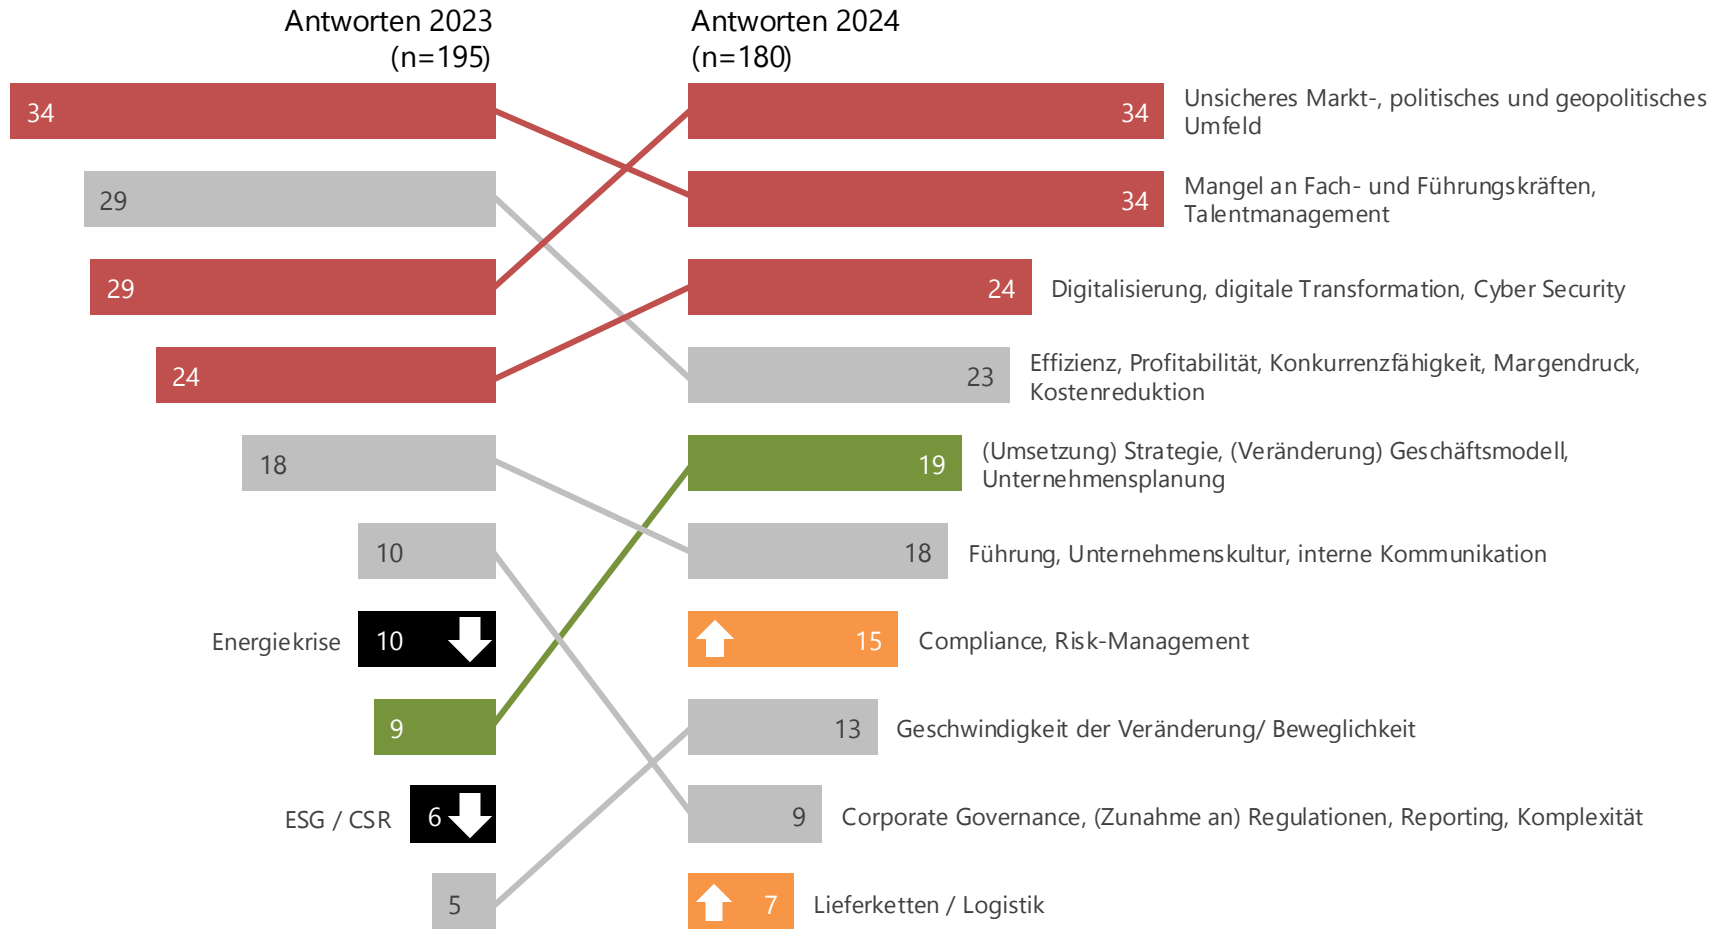 Antworten 2023
(n=195)
Antworten 2024
(n=180)
34
34
Unsicheres Markt-, politisches und geopolitisches
Umfeld
29
34
Mangel an Fach- und Führungskräften,
Talentmanagement
29
24
Digitalisierung, digitale Transformation, Cyber Security
24
23
Effizienz, Profitabilität, Konkurrenzfähigkeit, Margendruck,
Kostenreduktion
18
19
(Umsetzung) Strategie, (Veränderung) Geschäftsmodell,
Unternehmensplanung
10
18
Führung, Unternehmenskultur, interne Kommunikation
Energiekrise
10
15
Compliance, Risk-Management
9
13
Geschwindigkeit der Veränderung/ Beweglichkeit
ESG / CSR
6
9
Corporate Governance, (Zunahme an) Regulationen, Reporting, Komplexität
5
7
Lieferketten / Logistik